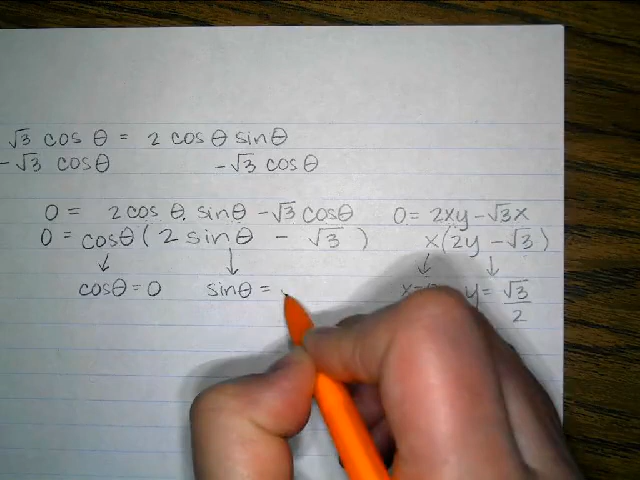 √3 cos θ = 2 cos θ sin θ
-√3 cos θ -√3 cos θ
0 = 2 cos θ · sin θ - √3 cos θ
0 = cos θ ( 2 sin θ - √3 )
cos θ = 0 sin θ =
0 = 2xy - √3x
x(2y - √3)
x= y = √3/2